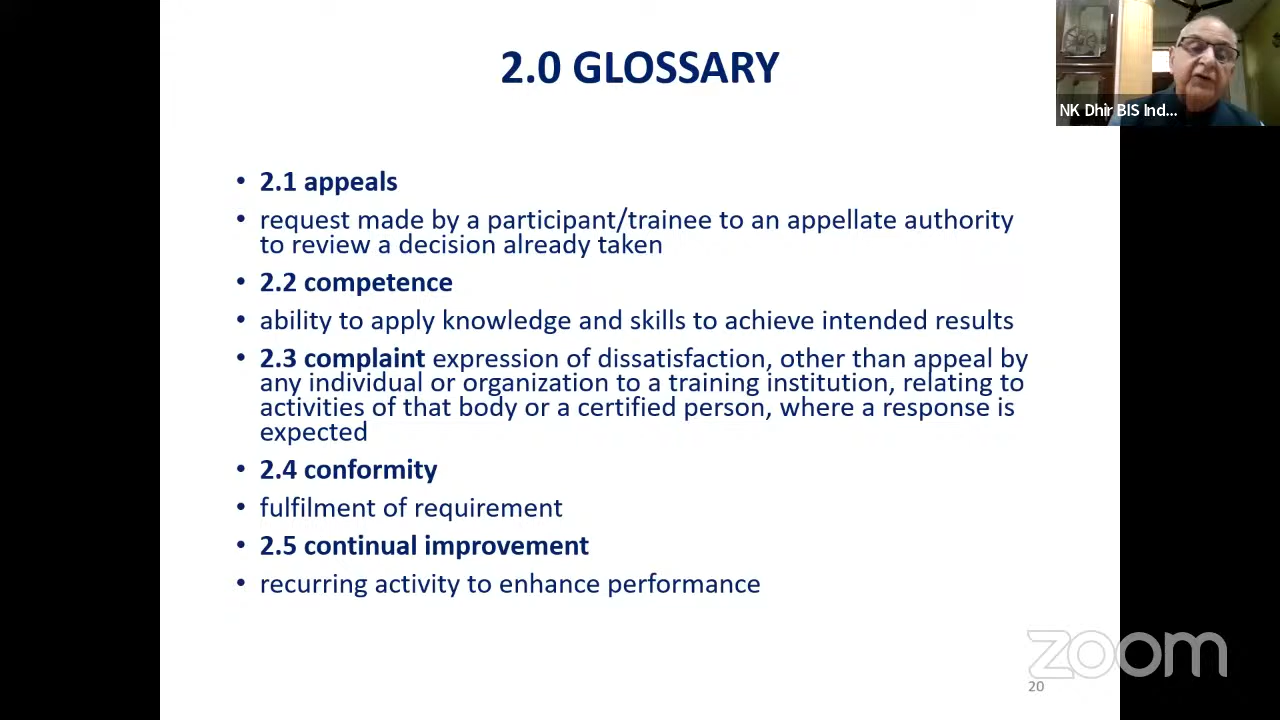 2.0 GLOSSARY
NK Dhir BIS Ind...
• 2.1 appeals
• request made by a participant/trainee to an appellate authority
to review a decision already taken
• 2.2 competence
• ability to apply knowledge and skills to achieve intended results
• 2.3 complaint expression of dissatisfaction, other than appeal by
any individual or organization to a training institution, relating to
activities of that body or a certified person, where a response is
expected
• 2.4 conformity
• fulfilment of requirement
• 2.5 continual improvement
• recurring activity to enhance performance
zoom
20